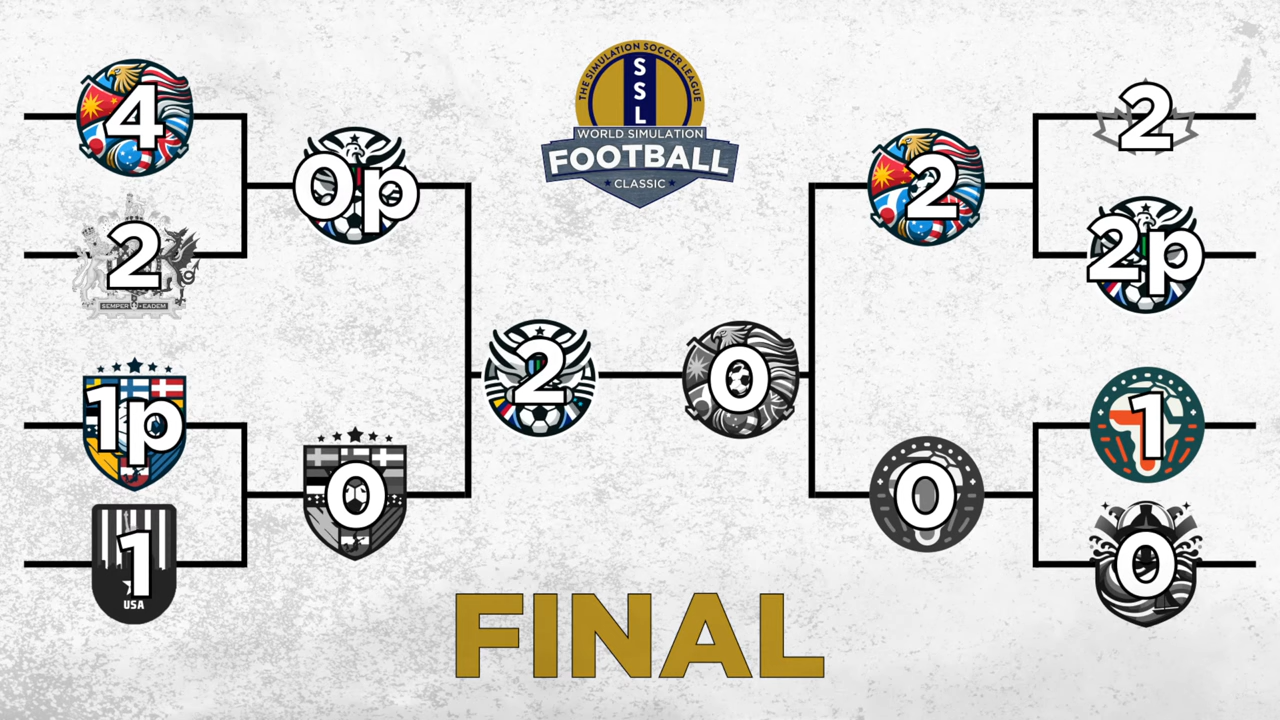 THE SIMULATION SOCCER LEAGUE
S
S
L
WORLD SIMULATION
FOOTBALL
CLASSIC
4
2
SEMPER EADEM
1p
1
USA
0p
0
2
0
2
0
2
2p
1
0
FINAL